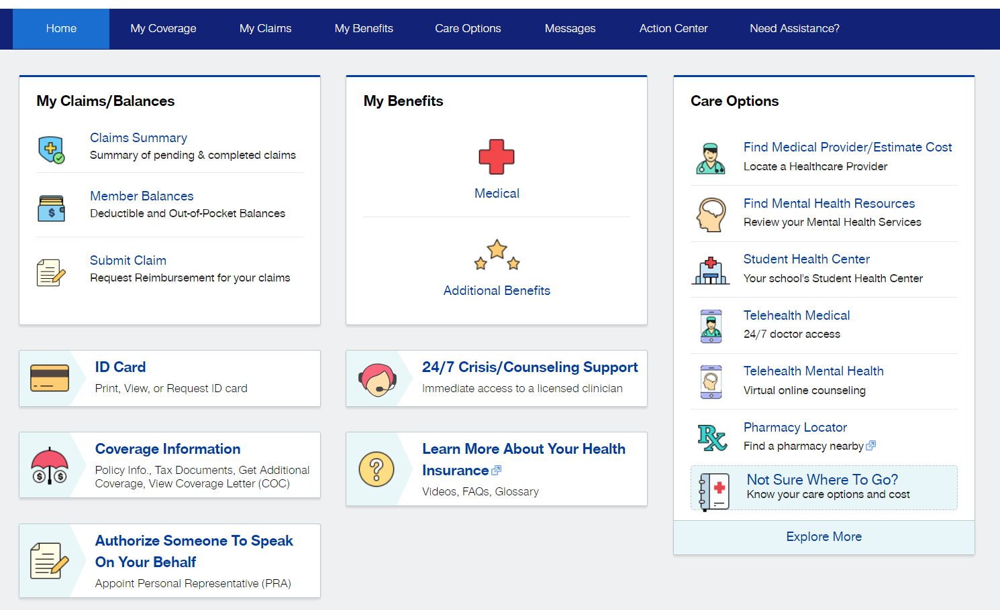 Home My Coverage My Claims My Benefits Care Options Messages Action Center Need Assistance?
My Claims/Balances
Claims Summary
Summary of pending & completed claims
Member Balances
Deductible and Out-of-Pocket Balances
$
Submit Claim
Request Reimbursement for your claims
My Benefits
Medical
Additional Benefits
Care Options
Find Medical Provider/Estimate Cost
Locate a Healthcare Provider
Find Mental Health Resources
Review your Mental Health Services
Student Health Center
Your school's Student Health Center
Telehealth Medical
24/7 doctor access
Telehealth Mental Health
Virtual online counseling
Rx
Pharmacy Locator
Find a pharmacy nearby
Not Sure Where To Go?
Know your care options and cost
Explore More
ID Card
Print, View, or Request ID card
24/7 Crisis/Counseling Support
Immediate access to a licensed clinician
Coverage Information
Policy Info., Tax Documents, Get Additional
Coverage, View Coverage Letter (COC)
$ $
?
Learn More About Your Health
Insurance
Videos, FAQs, Glossary
Authorize Someone To Speak
On Your Behalf
Appoint Personal Representative (PRA)